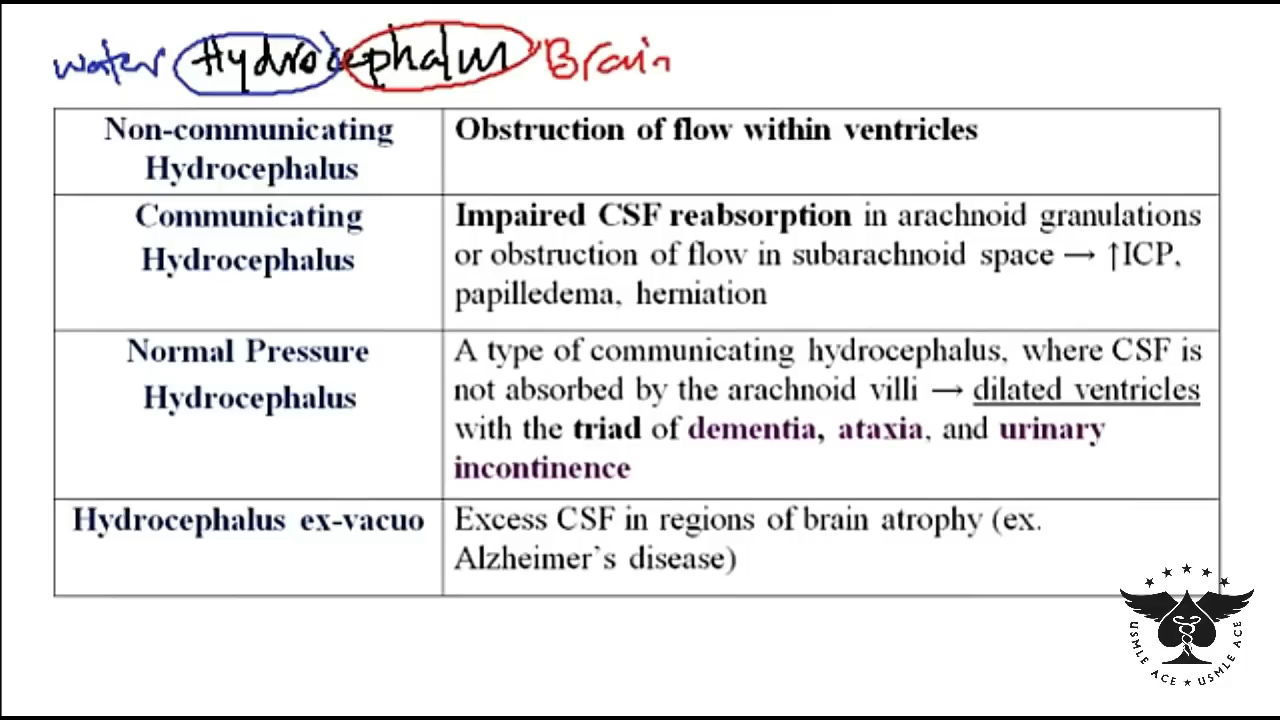 water Hydrocephalus Brain
Non-communicating
Hydrocephalus
Obstruction of flow within ventricles
Communicating
Hydrocephalus
Impaired CSF reabsorption in arachnoid granulations
or obstruction of flow in subarachnoid space → ↑ICP,
papilledema, herniation
Normal Pressure
Hydrocephalus
A type of communicating hydrocephalus, where CSF is
not absorbed by the arachnoid villi → dilated ventricles
with the triad of dementia, ataxia, and urinary
incontinence
Hydrocephalus ex-vacuo
Excess CSF in regions of brain atrophy (ex.
Alzheimer's disease)
USMLE ACE ★ USMLE ACE